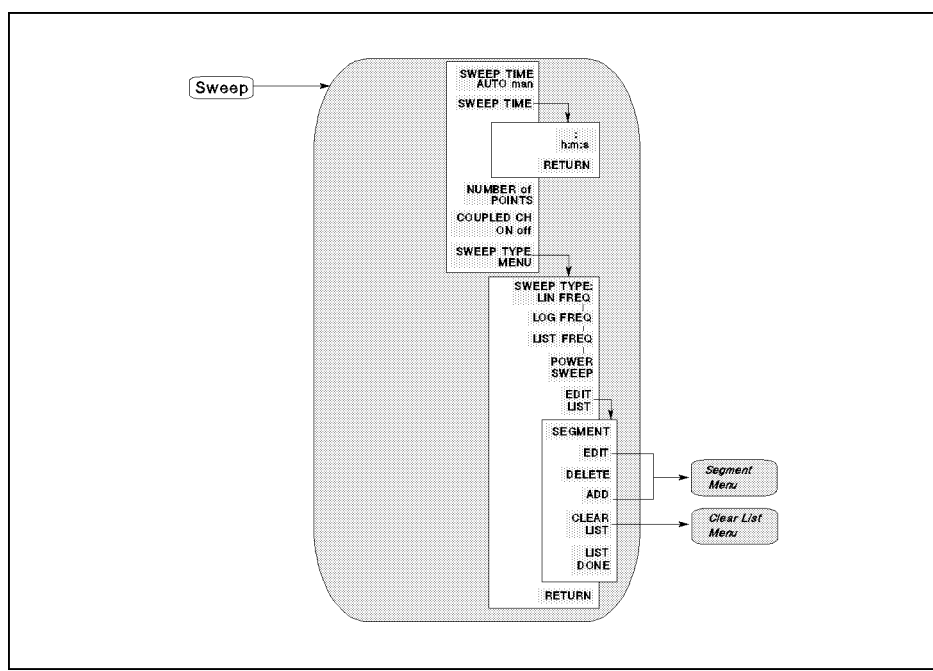 Sweep
SWEEP TIME
AUTO man
SWEEP TIME
:
h:m:s
RETURN
NUMBER of
POINTS
COUPLED CH
ON off
SWEEP TYPE
MENU
SWEEP TYPE:
LIN FREQ
LOG FREQ
LIST FREQ
POWER
SWEEP
EDIT
LIST
SEGMENT
EDIT
DELETE
ADD
CLEAR
LIST
LIST
DONE
RETURN
Segment
Menu
Clear List
Menu